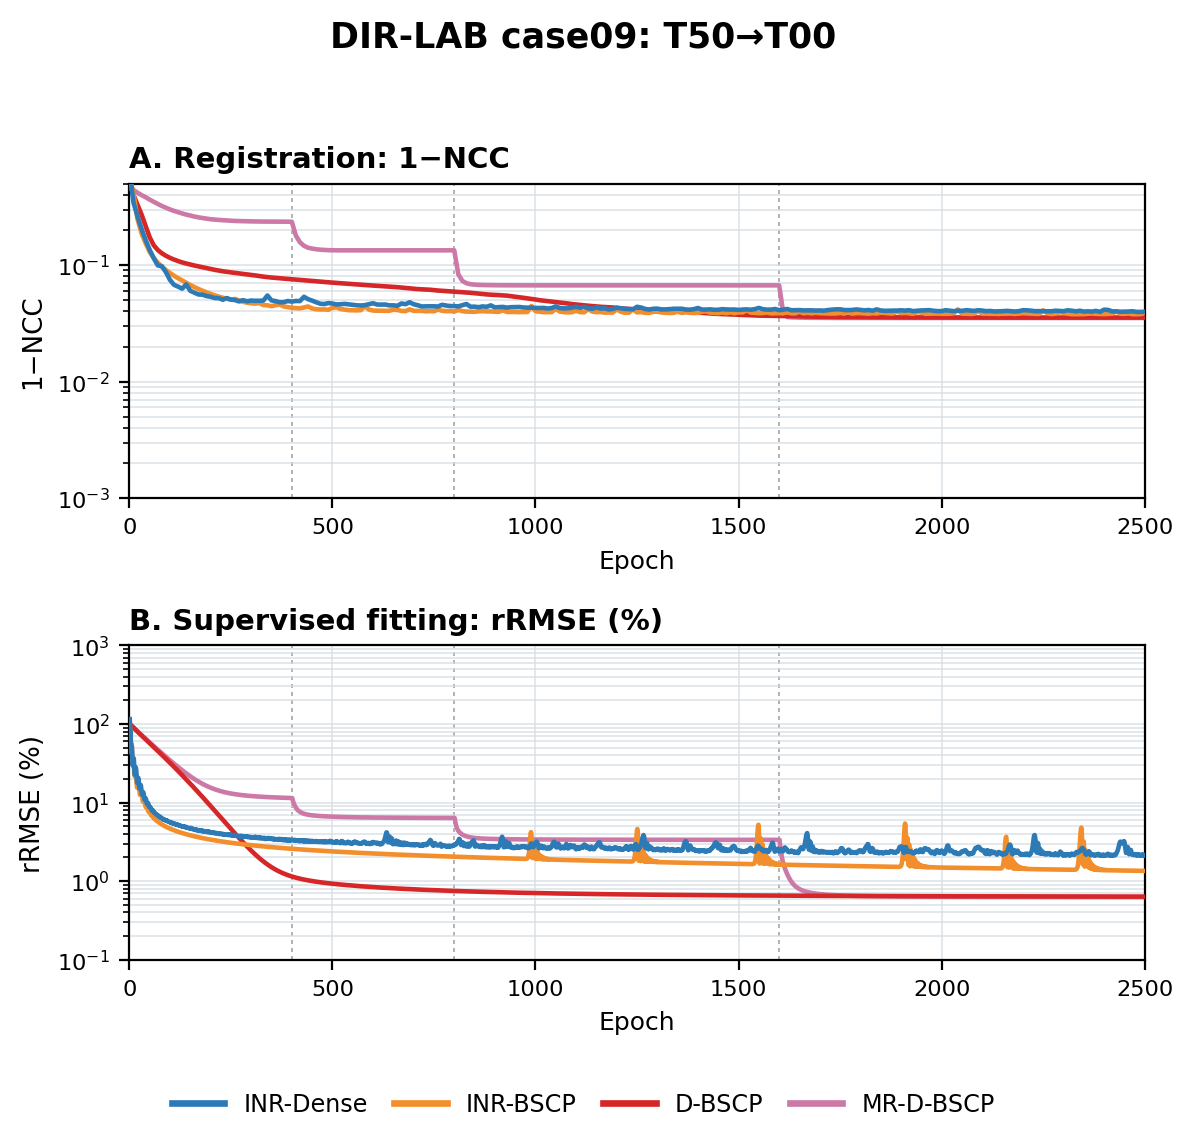 DIR-LAB case09: T50→T00
A. Registration: 1−NCC
1−NCC
10⁻¹
10⁻²
10⁻³
0 500 1000 1500 2000 2500
Epoch
B. Supervised fitting: rRMSE (%)
rRMSE (%)
10³
10²
10¹
10⁰
10⁻¹
0 500 1000 1500 2000 2500
Epoch
INR-Dense INR-BSCP D-BSCP MR-D-BSCP